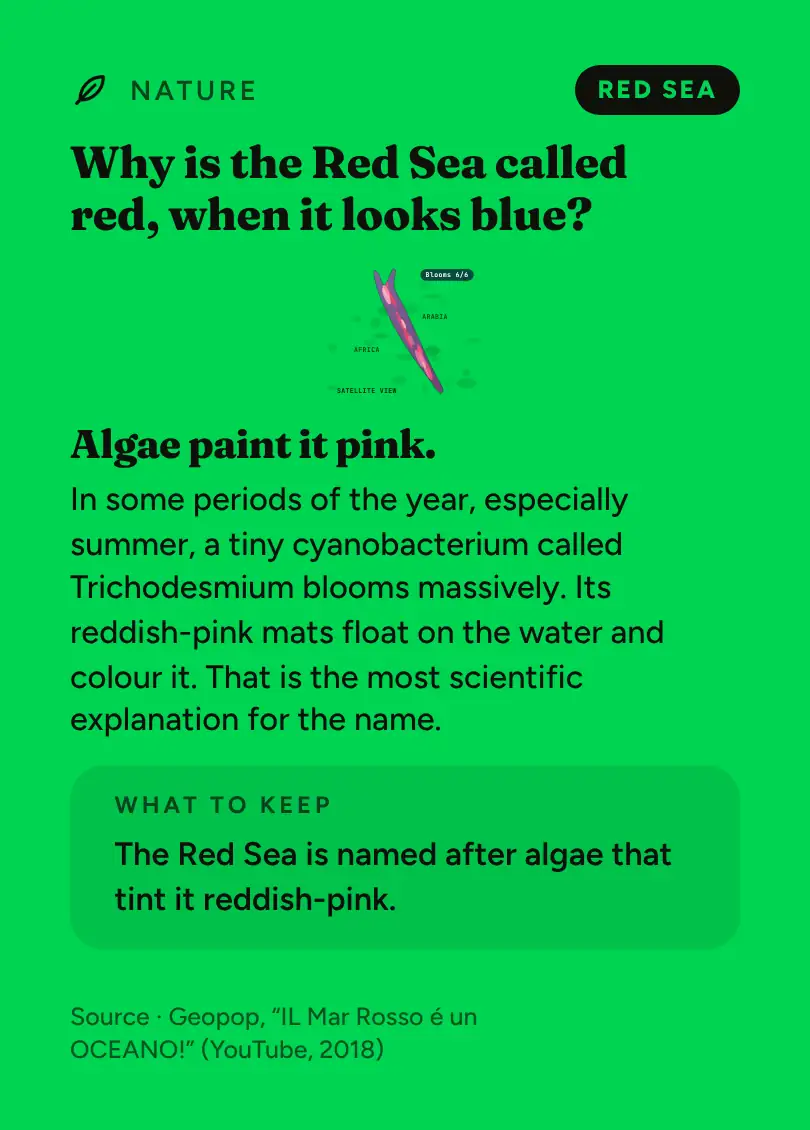 NATURE
RED SEA
Why is the Red Sea called
red, when it looks blue?
Blooms 6/6
ARABIA
AFRICA
SATELLITE VIEW
Algae paint it pink.
In some periods of the year, especially
summer, a tiny cyanobacterium called
Trichodesmium blooms massively. Its
reddish-pink mats float on the water and
colour it. That is the most scientific
explanation for the name.
WHAT TO KEEP
The Red Sea is named after algae that
tint it reddish-pink.
Source · Geopop, “IL Mar Rosso é un
OCEANO!” (YouTube, 2018)